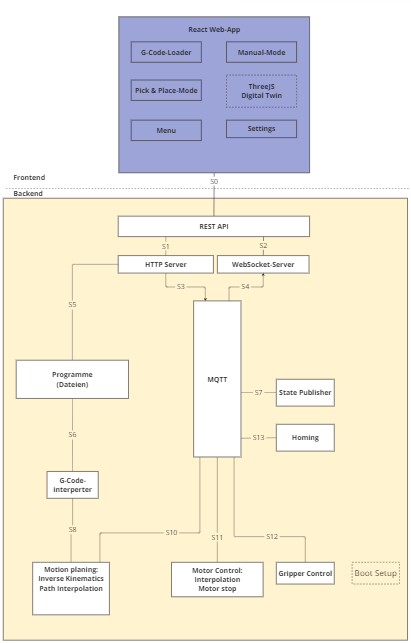 React Web-App
G-Code-Loader
Manual-Mode
Pick & Place-Mode
ThreeJS
Digital Twin
Menu
Settings
Frontend
S0
Backend
REST API
S1
S2
HTTP Server
WebSocket-Server
S3
S4
S5
Programme
(Dateien)
MQTT
S7
State Publisher
S6
S13
Homing
G-Code-
interperter
S8
S10
S11
S12
Motion planing:
Inverse Kinematics
Path Interpolation
Motor Control:
Interpolation
Motor stop
Gripper Control
Boot Setup